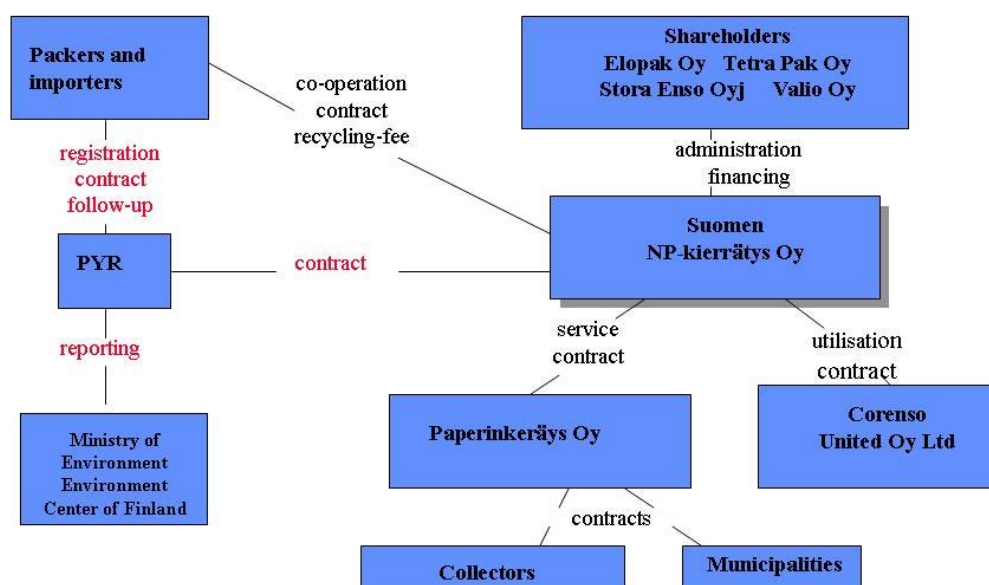 Packers and
importers
co-operation
contract
recycling-fee
Shareholders
Elopak Oy Tetra Pak Oy
Stora Enso Oyj Valio Oy
registration
contract
follow-up
administration
financing
PYR
contract
Suomen
NP-kierrätys Oy
reporting
service
contract
utilisation
contract
Ministry of
Environment
Environment
Center of Finland
Paperinkeräys Oy
Corenso
United Oy Ltd
contracts
Collectors
Municipalities